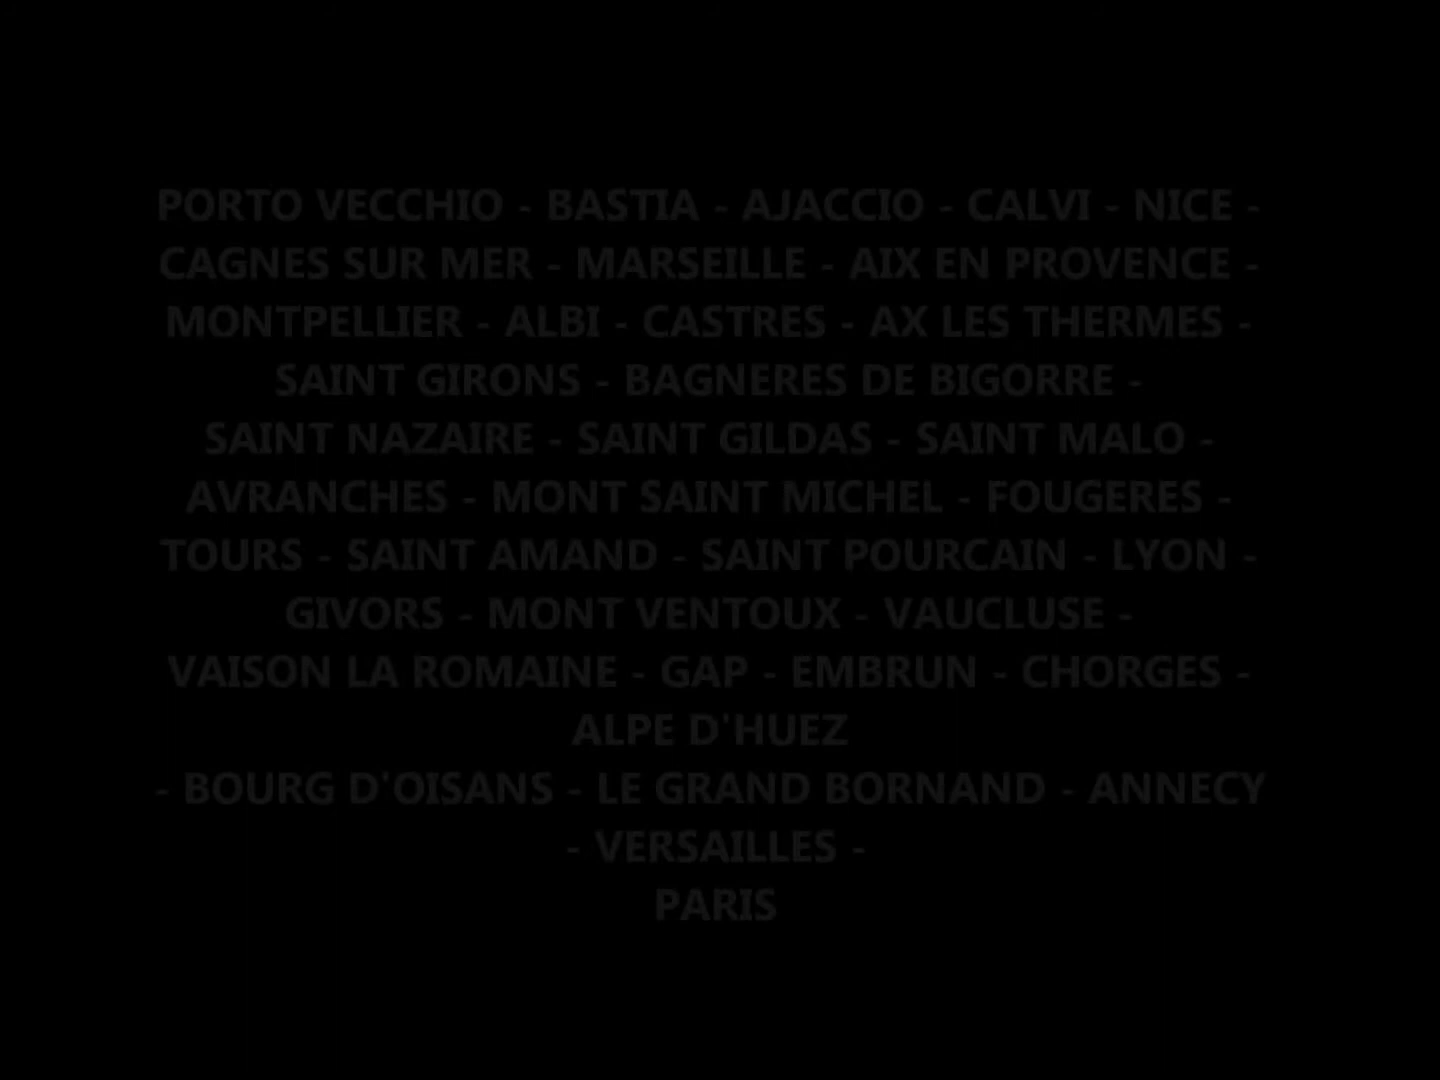 PORTO VECCHIO - BASTIA - AJACCIO - CALVI - NICE -
CAGNES SUR MER - MARSEILLE - AIX EN PROVENCE -
MONTPELLIER - ALBI - CASTRES - AX LES THERMES -
SAINT GIRONS - BAGNERES DE BIGORRE -
SAINT NAZAIRE - SAINT GILDAS - SAINT MALO -
AVRANCHES - MONT SAINT MICHEL - FOUGERES -
TOURS - SAINT AMAND - SAINT POURCAIN - LYON -
GIVORS - MONT VENTOUX - VAUCLUSE -
VAISON LA ROMAINE - GAP - EMBRUN - CHORGES -
ALPE D'HUEZ
- BOURG D'OISANS - LE GRAND BORNAND - ANNECY
- VERSAILLES -
PARIS